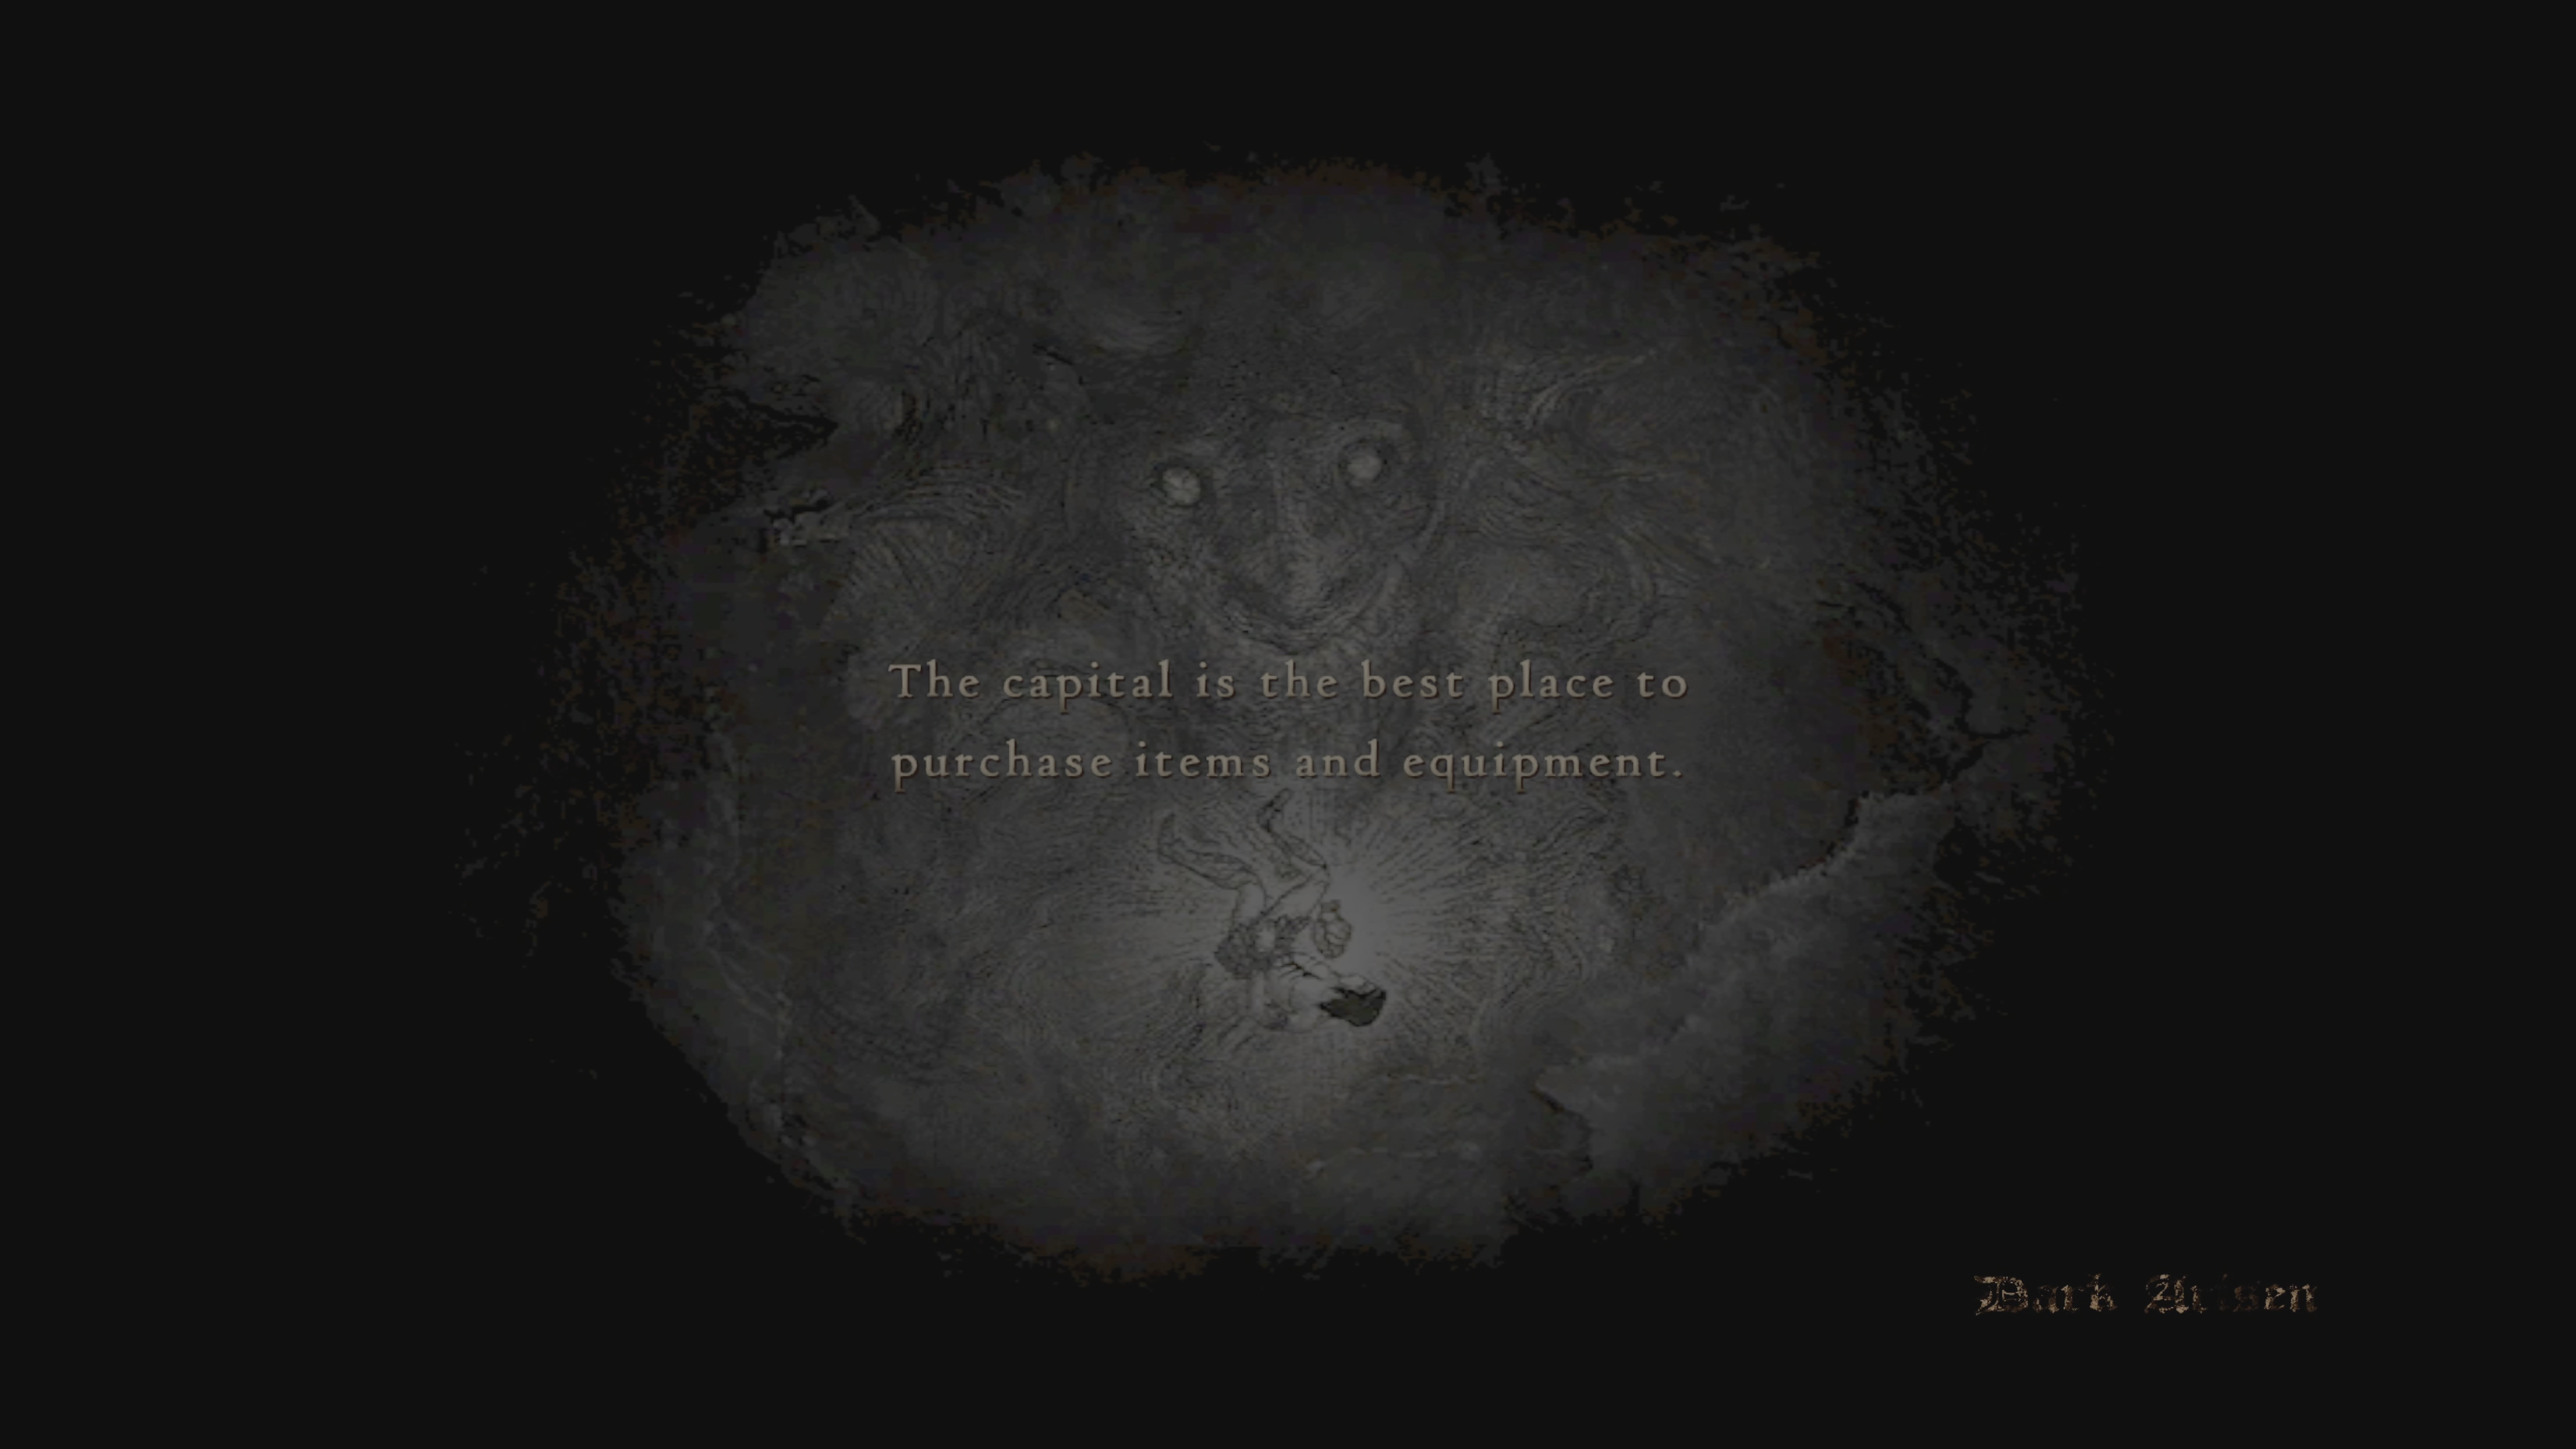 The capital is the best place to
purchase items and equipment.
Dark Arisen